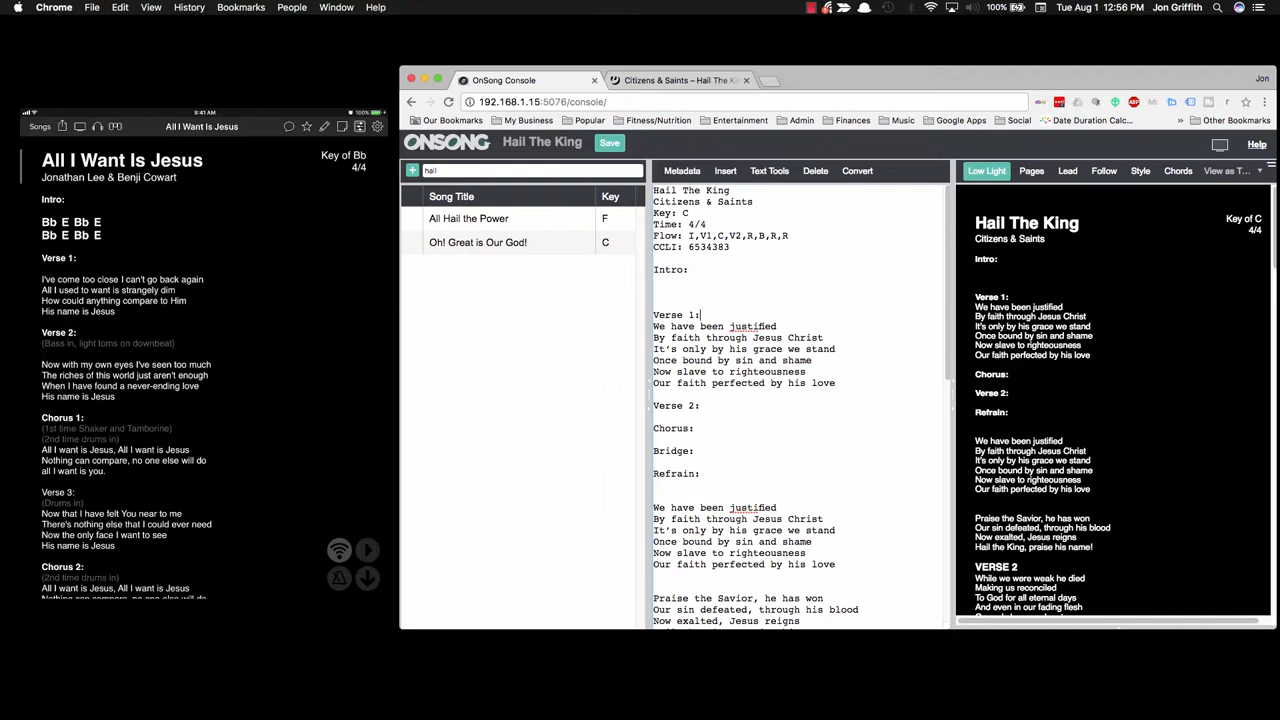 Chrome File Edit View History Bookmarks People Window Help
100% Tue Aug 1 12:56 PM Jon Griffith
OnSong Console
Citizens & Saints – Hail The K
Jon
192.168.1.15:5076/console/
Our Bookmarks My Business Popular Fitness/Nutrition Entertainment Admin Finances Music Google Apps Social Date Duration Calc... » Other Bookmarks
9:41 AM 100%
Songs All I Want Is Jesus
All I Want Is Jesus
Key of Bb
Jonathan Lee & Benji Cowart
4/4
Intro:
Bb E Bb E
Bb E Bb E
Verse 1:
I've come too close I can't go back again
All I used to want is strangely dim
How could anything compare to Him
His name is Jesus
Verse 2:
(Bass in, light toms on downbeat)
Now with my own eyes I've seen too much
The riches of this world just aren't enough
When I have found a never-ending love
His name is Jesus
Chorus 1:
(1st time Shaker and Tamborine)
(2nd time drums in)
All I want is Jesus, All I want is Jesus
Nothing can compare, no one else will do
all I want is you.
Verse 3:
(Drums in)
Now that I have felt You near to me
There's nothing else that I could ever need
Now the only face I want to see
His name is Jesus
Chorus 2:
(2nd time drums in)
All I want is Jesus, All I want is Jesus
Nothing can compare, no one else will do
ONSONG Hail The King Save
Help
+ hail
Song Title Key
All Hail the Power F
Oh! Great is Our God! C
Metadata Insert Text Tools Delete Convert
Hail The King
Citizens & Saints
Key: C
Time: 4/4
Flow: I,V1,C,V2,R,B,R,R
CCLI: 6534383
Intro:
Verse 1:
We have been justified
By faith through Jesus Christ
It's only by his grace we stand
Once bound by sin and shame
Now slave to righteousness
Our faith perfected by his love
Verse 2:
Chorus:
Bridge:
Refrain:
We have been justified
By faith through Jesus Christ
It's only by his grace we stand
Once bound by sin and shame
Now slave to righteousness
Our faith perfected by his love
Praise the Savior, he has won
Our sin defeated, through his blood
Now exalted, Jesus reigns
Low Light Pages Lead Follow Style Chords View as T...
Hail The King
Key of C
Citizens & Saints
4/4
Intro:
Verse 1:
We have been justified
By faith through Jesus Christ
It's only by his grace we stand
Once bound by sin and shame
Now slave to righteousness
Our faith perfected by his love
Chorus:
Verse 2:
Refrain:
We have been justified
By faith through Jesus Christ
It's only by his grace we stand
Once bound by sin and shame
Now slave to righteousness
Our faith perfected by his love
Praise the Savior, he has won
Our sin defeated, through his blood
Now exalted, Jesus reigns
Hail the King, praise his name!
VERSE 2
While we were weak he died
Making us reconciled
To God for all eternal days
And even in our fading flesh